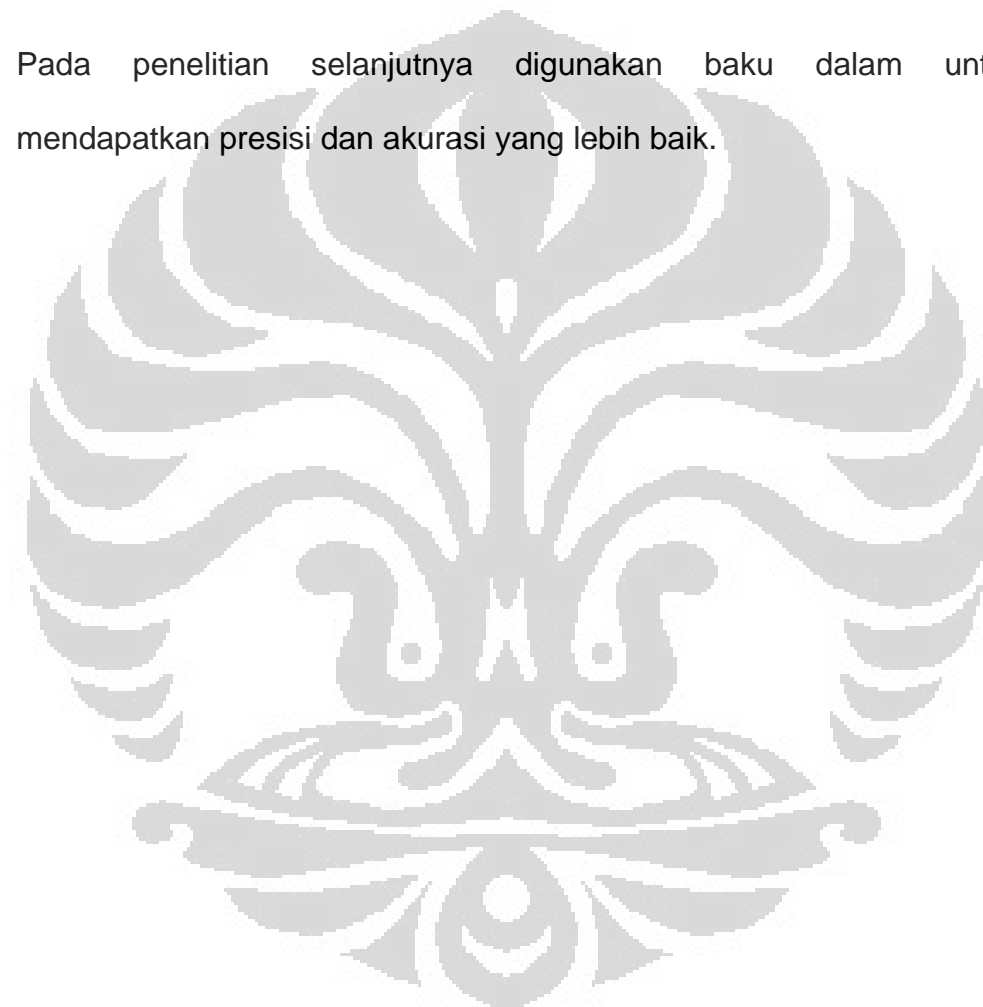 Pada penelitian selanjutnya digunakan baku dalam unt
mendapatkan presisi dan akurasi yang lebih baik.